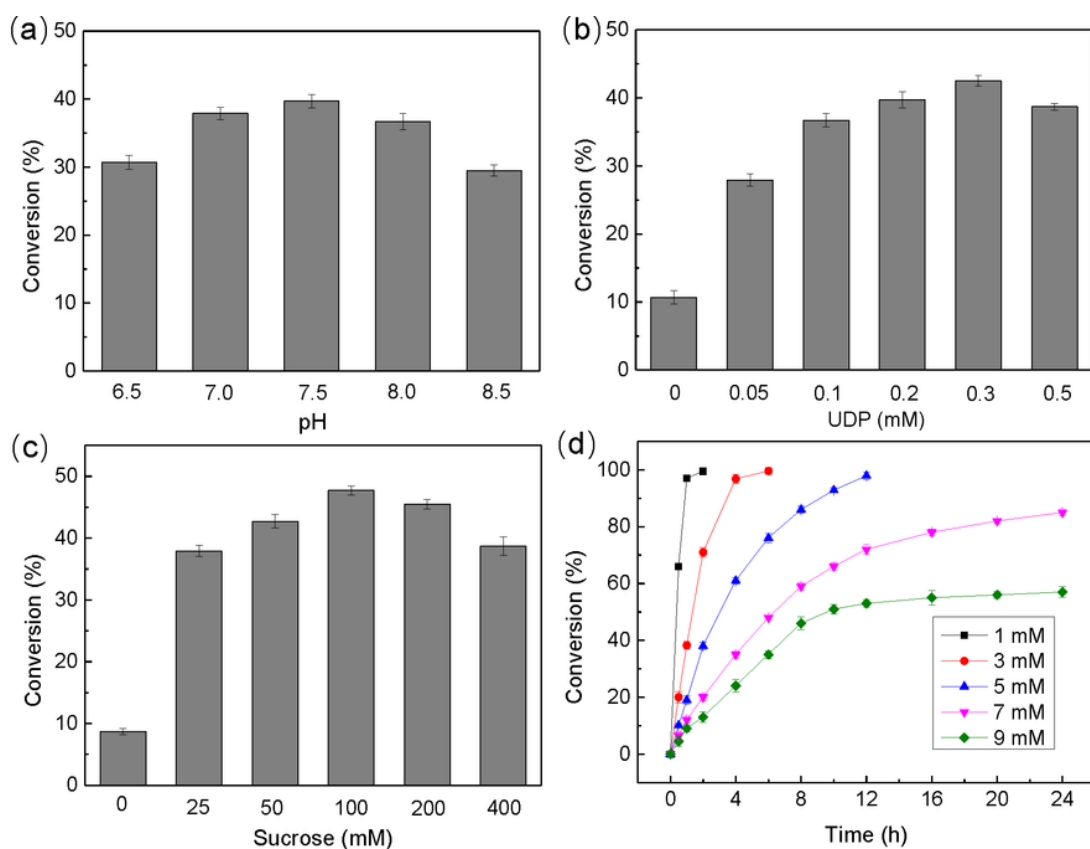 (a)
50
40
30
20
10
0
Conversion (%)
6.5 7.0 7.5 8.0 8.5
pH
(b)
50
40
30
20
10
0
Conversion (%)
0 0.05 0.1 0.2 0.3 0.5
UDP (mM)
(c)
50
40
30
20
10
0
Conversion (%)
0 25 50 100 200 400
Sucrose (mM)
(d)
100
80
60
40
20
0
Conversion (%)
1 mM
3 mM
5 mM
7 mM
9 mM
0 4 8 12 16 20 24
Time (h)